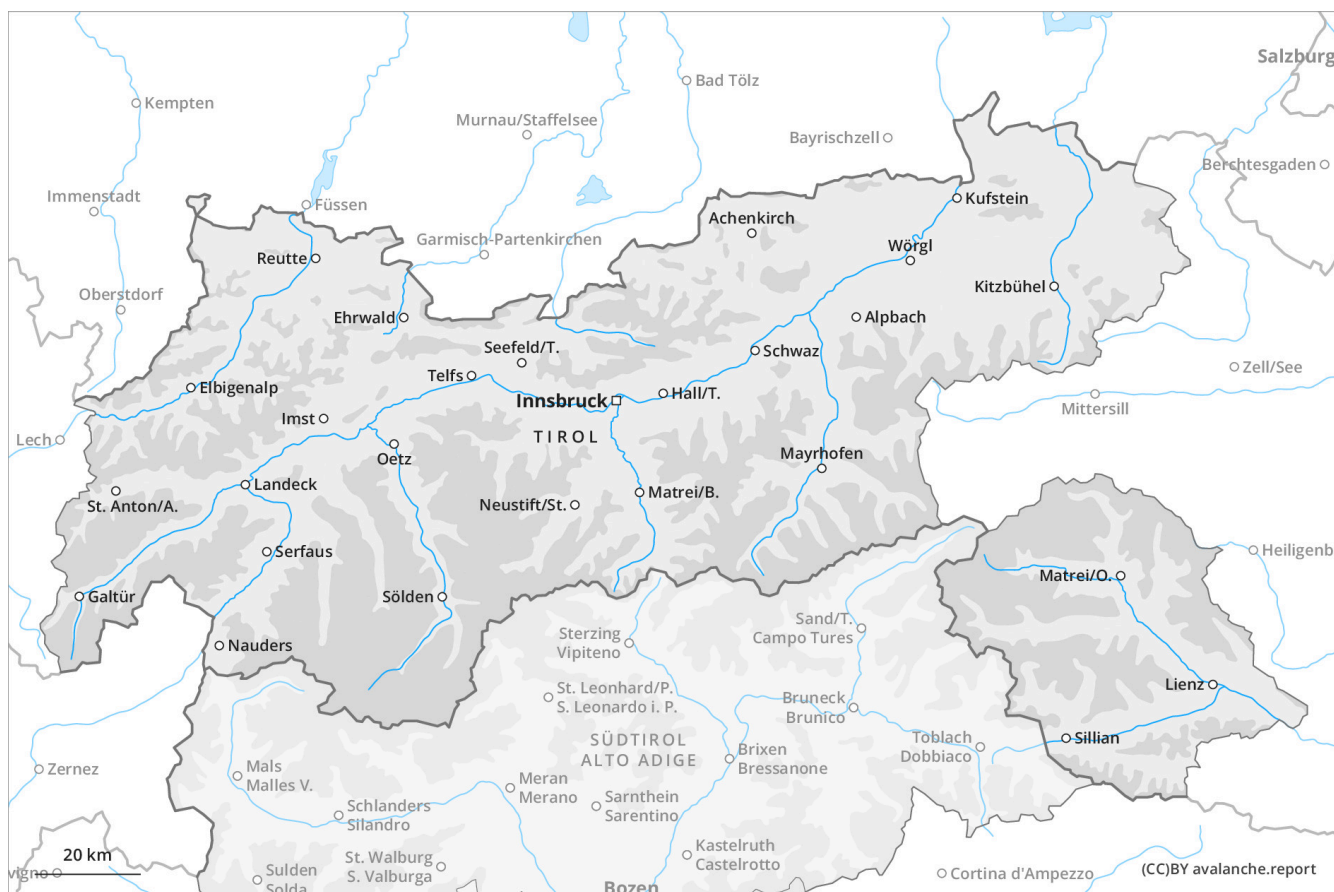 Salzburg
Bad Tölz
Kempten
Murnau/Staffelsee
Bayrischzell
Berchtesgaden
Immenstadt
Füssen
Kufstein
Achenkirch
Garmisch-Partenkirchen
Wörgl
Reutte
Kitzbühel
Oberstdorf
Ehrwald
Alpbach
Seefeld/T.
Schwaz
Zell/See
Telfs
Elbigenalp
Innsbruck
Hall/T.
Mittersill
Imst
TIROL
Lech
Oetz
Mayrhofen
Landeck
Matrei/B.
St. Anton/A.
Neustift/St.
Serfaus
Heiligenb
Matrei/O.
Galtür
Sölden
Sand/T.
Campo Tures
Sterzing
Vipiteno
Nauders
Lienz
St. Leonhard/P.
S. Leonardo i. P.
Bruneck
Brunico
Sillian
SÜDTIROL
ALTO ADIGE
Toblach
Dobbiaco
Brixen
Bressanone
Zernez
Mals
Malles V.
Meran
Merano
Sarnthein
Sarentino
Schlanders
Silandro
Kastelruth
Castelrotto
20 km
St. Walburg
S. Valburga
vigno
Sulden
Solda
Bozen
Cortina d'Ampezzo
(CC)BY avalanche.report